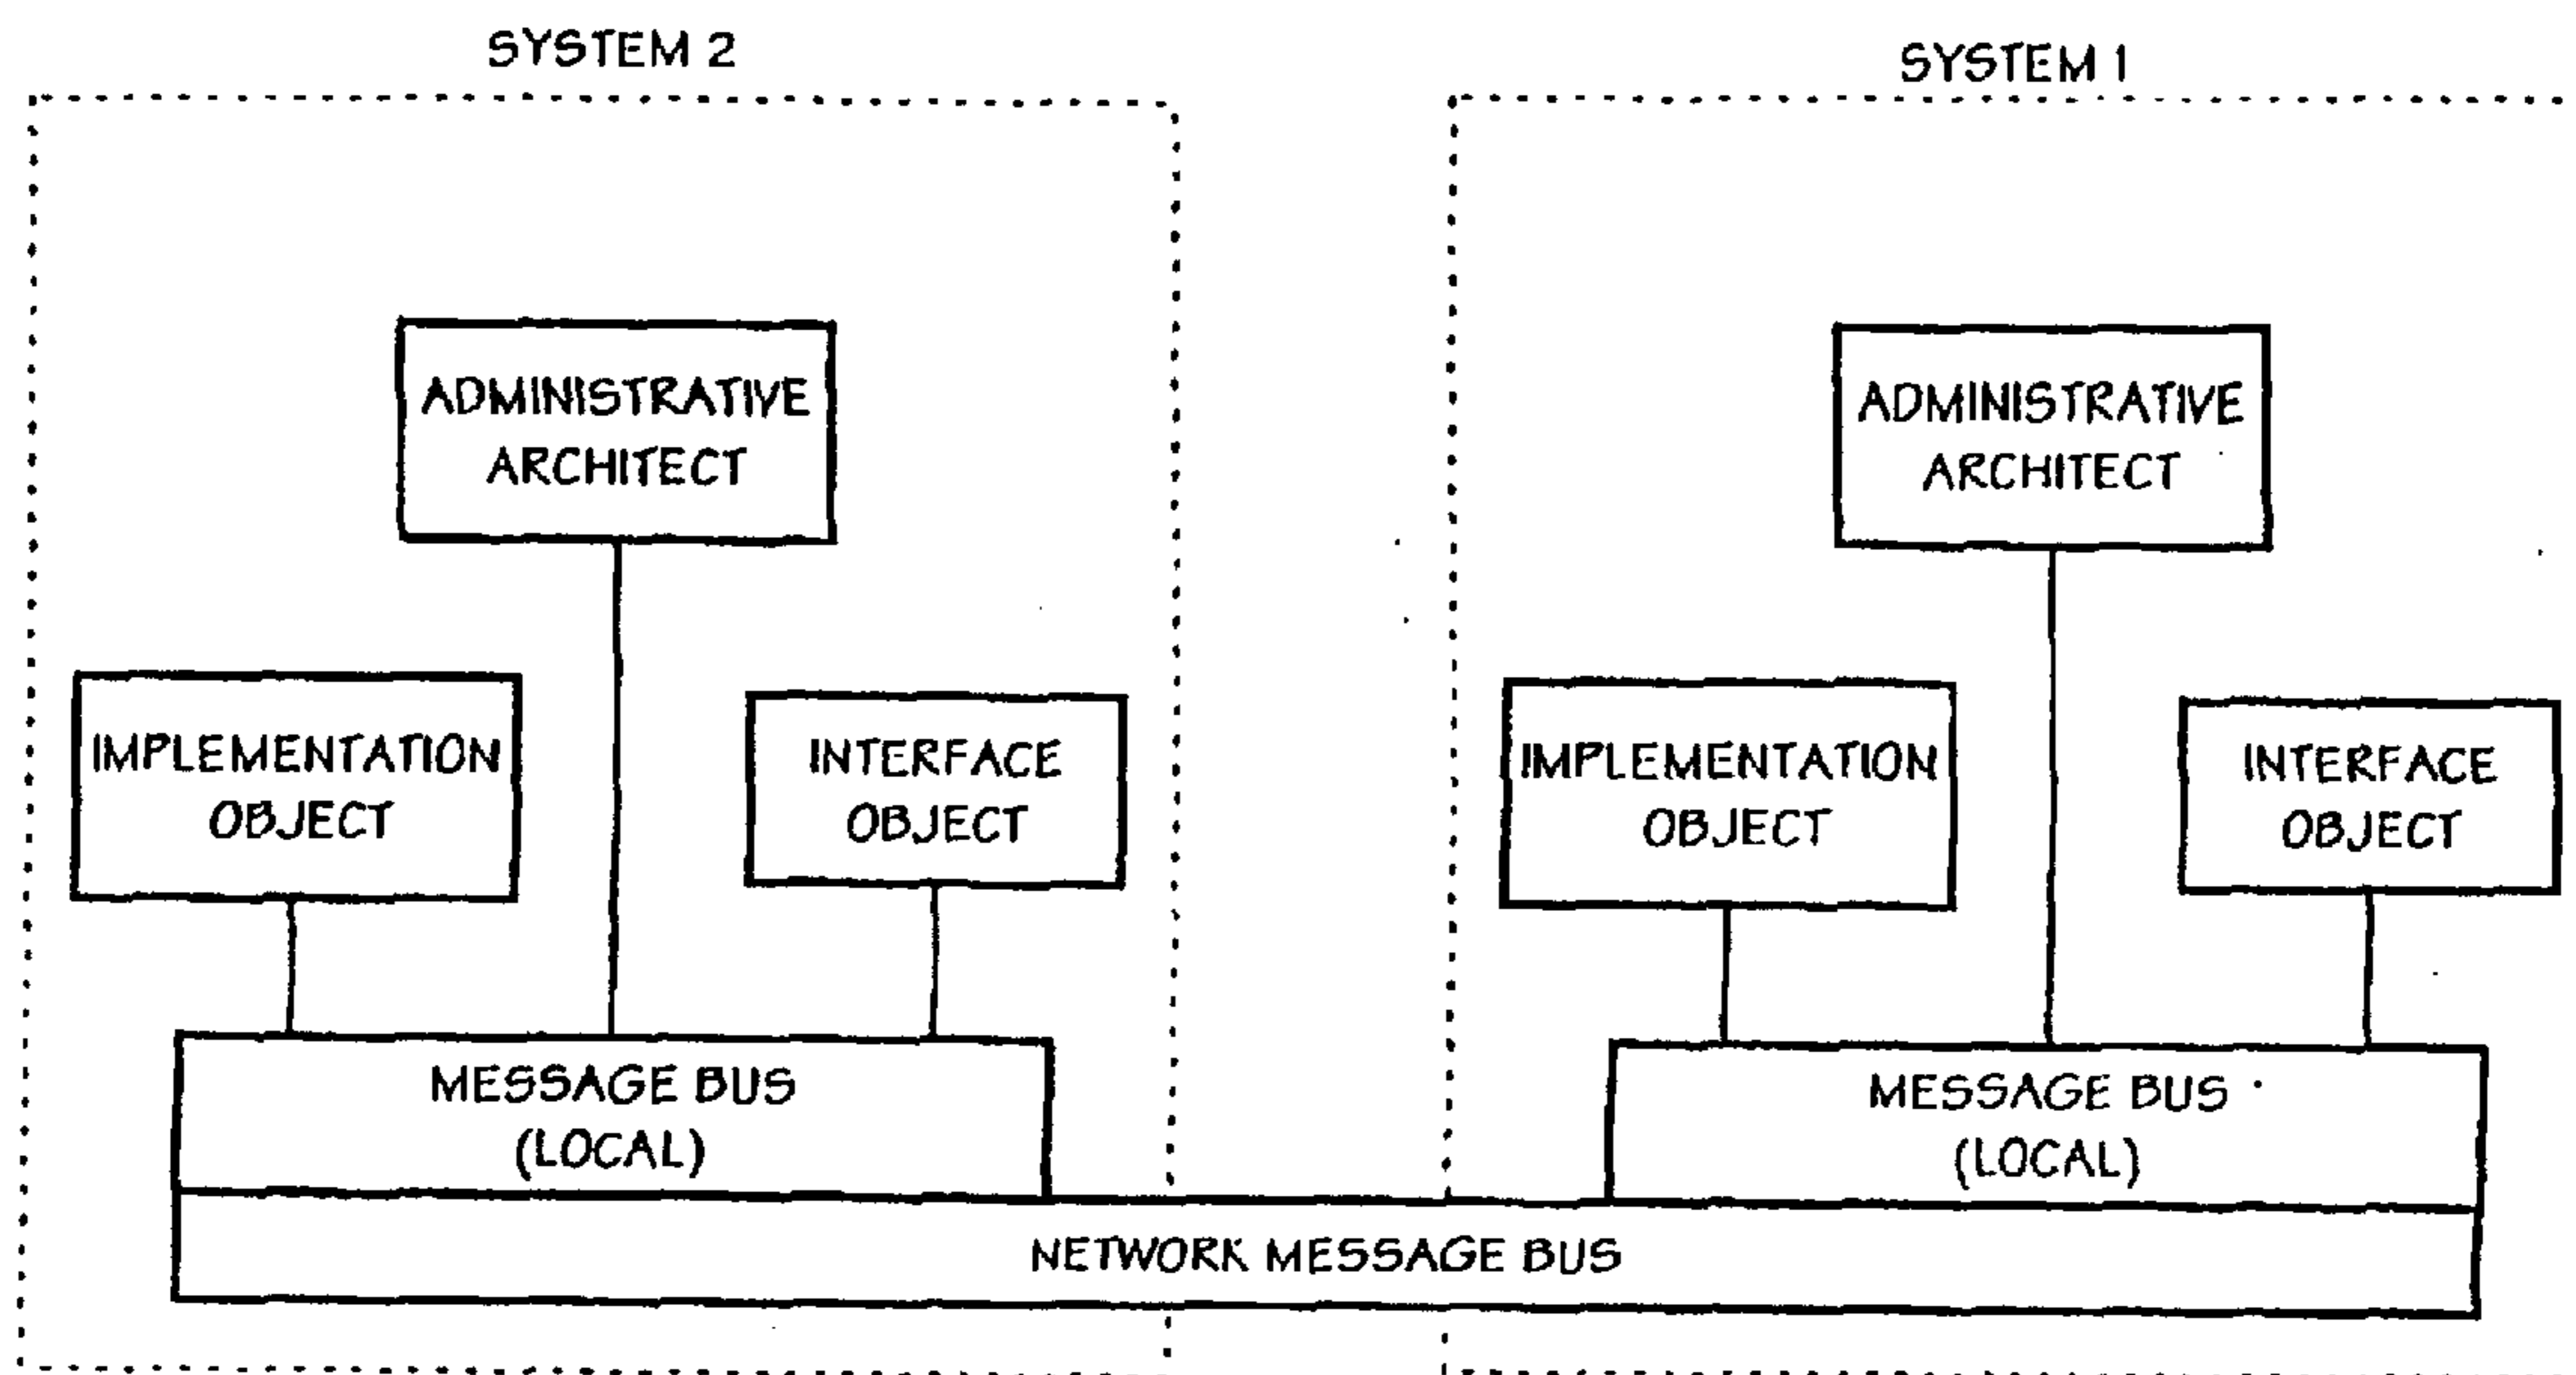 SYSTEM 2
ADMINISTRATIVE
ARCHITECT
IMPLEMENTATION
OBJECT
INTERFACE
OBJECT
MESSAGE BUS
(LOCAL)
SYSTEM 1
ADMINISTRATIVE
ARCHITECT
IMPLEMENTATION
OBJECT
INTERFACE
OBJECT
MESSAGE BUS
(LOCAL)
NETWORK MESSAGE BUS